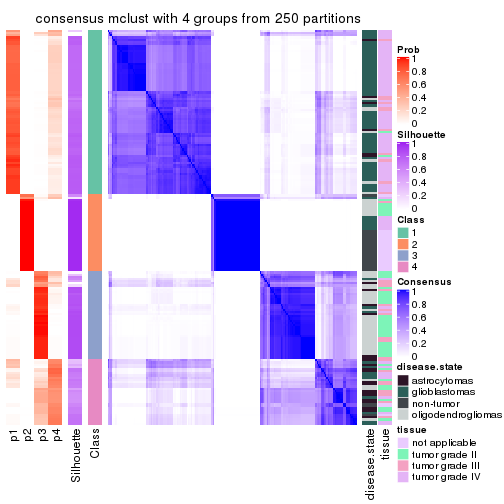 consensus mclust with 4 groups from 250 partitions
p1
p2
p3
p4
Silhouette
Class
disease.state
tissue
Prob
1
0.8
0.6
0.4
0.2
0
Silhouette
1
0.8
0.6
0.4
0.2
0
Class
1
2
3
4
Consensus
1
0.8
0.6
0.4
0.2
0
disease.state
astrocytomas
glioblastomas
non-tumor
oligodendrogliomas
tissue
not applicable
tumor grade II
tumor grade III
tumor grade IV